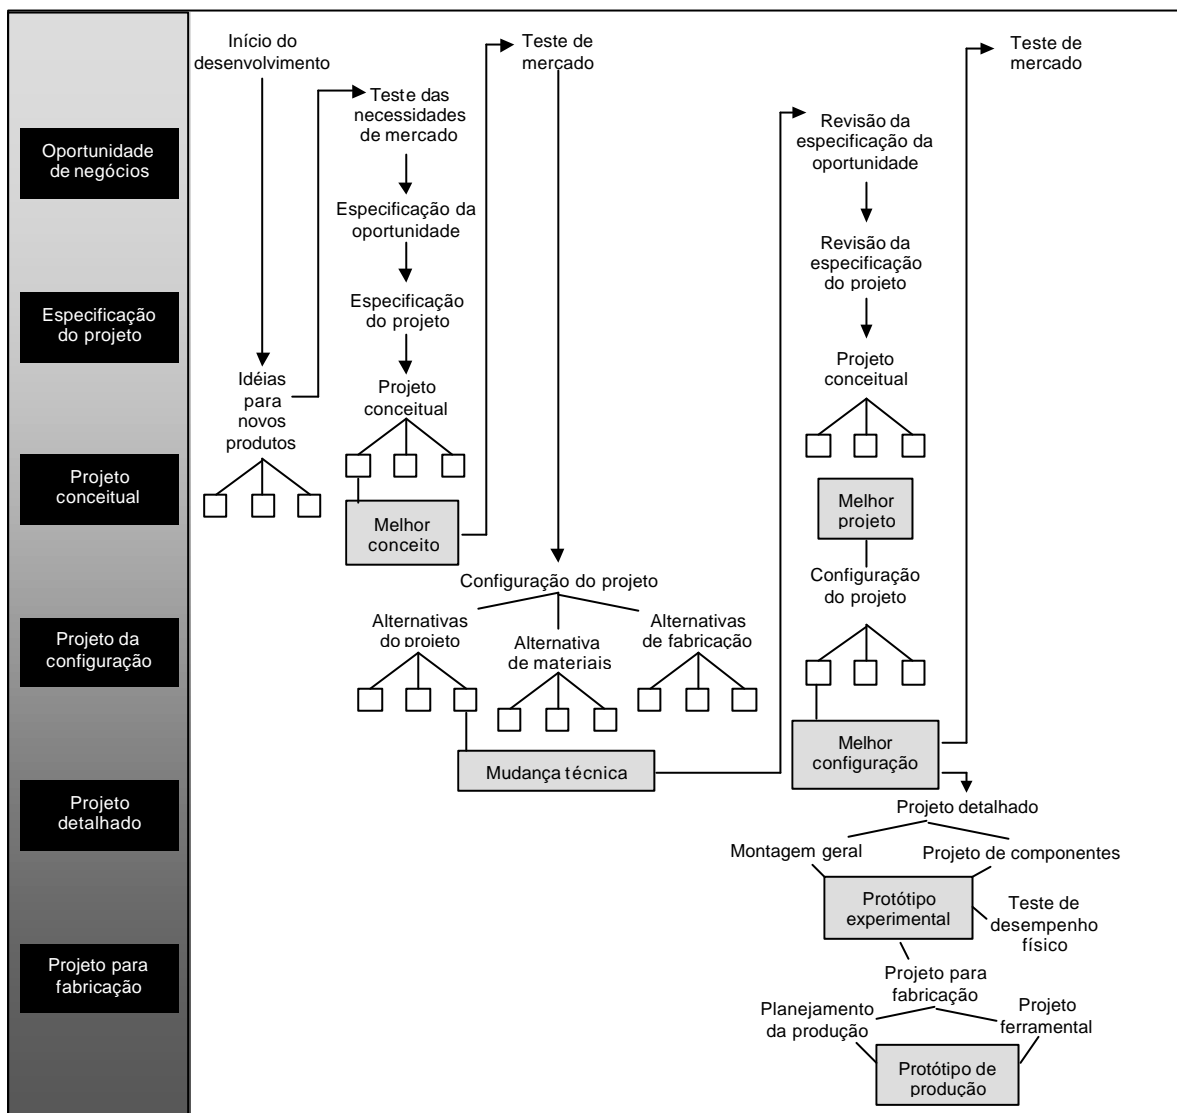 Oportunidade
de negócios
Especificação
do projeto
Projeto
conceitual
Projeto da
configuração
Projeto
detalhado
Projeto para
fabricação
Início do
desenvolvimento
Idéias
para
novos
produtos
Teste das
necessidades
de mercado
Especificação da
oportunidade
Especificação
do projeto
Projeto
conceitual
Melhor
conceito
Teste de
mercado
Configuração do projeto
Alternativas
do projeto
Alternativa
de materiais
Alternativas
de fabricação
Mudança técnica
Revisão da
especificação da
oportunidade
Revisão da
especificação
do projeto
Projeto
conceitual
Melhor
projeto
Configuração
do projeto
Melhor
configuração
Teste de
mercado
Projeto detalhado
Montagem geral
Projeto de componentes
Protótipo
experimental
Teste de
desempenho
físico
Projeto para
fabricação
Planejamento
da produção
Projeto
ferramental
Protótipo de
produção